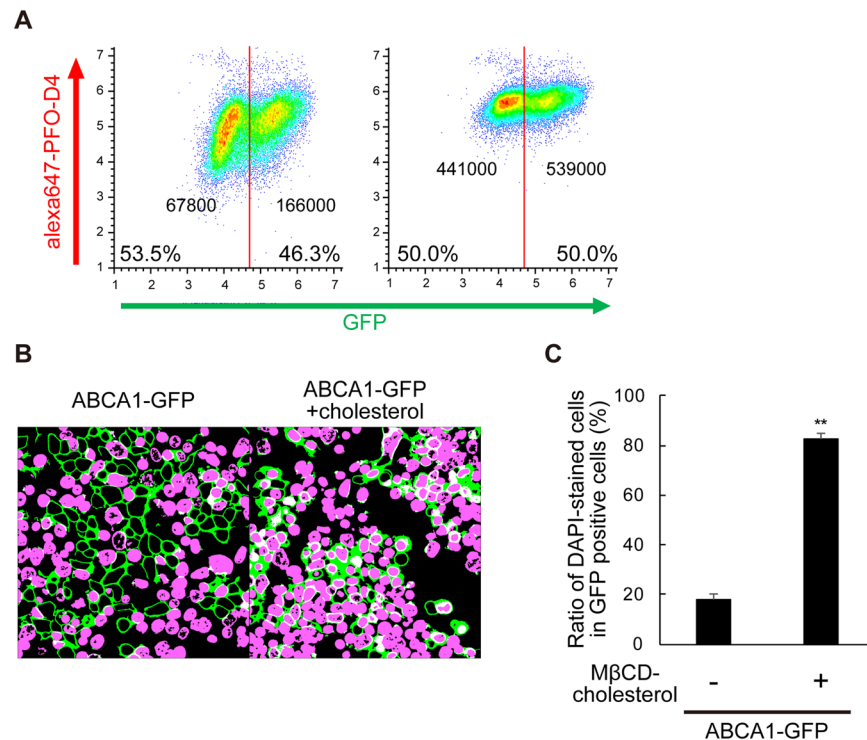 A
alexa647-PFO-D4
7
6
5
4
3
2
1
67800
166000
53.5%
46.3%
1 2 3 4 5 6 7
7
6
5
4
3
2
1
441000
539000
50.0%
50.0%
1 2 3 4 5 6 7
GFP
B
ABCA1-GFP
ABCA1-GFP
+cholesterol
C
Ratio of DAPI-stained cells
in GFP positive cells (%)
100
80
60
40
20
0
**
MβCD-
cholesterol
- +
ABCA1-GFP